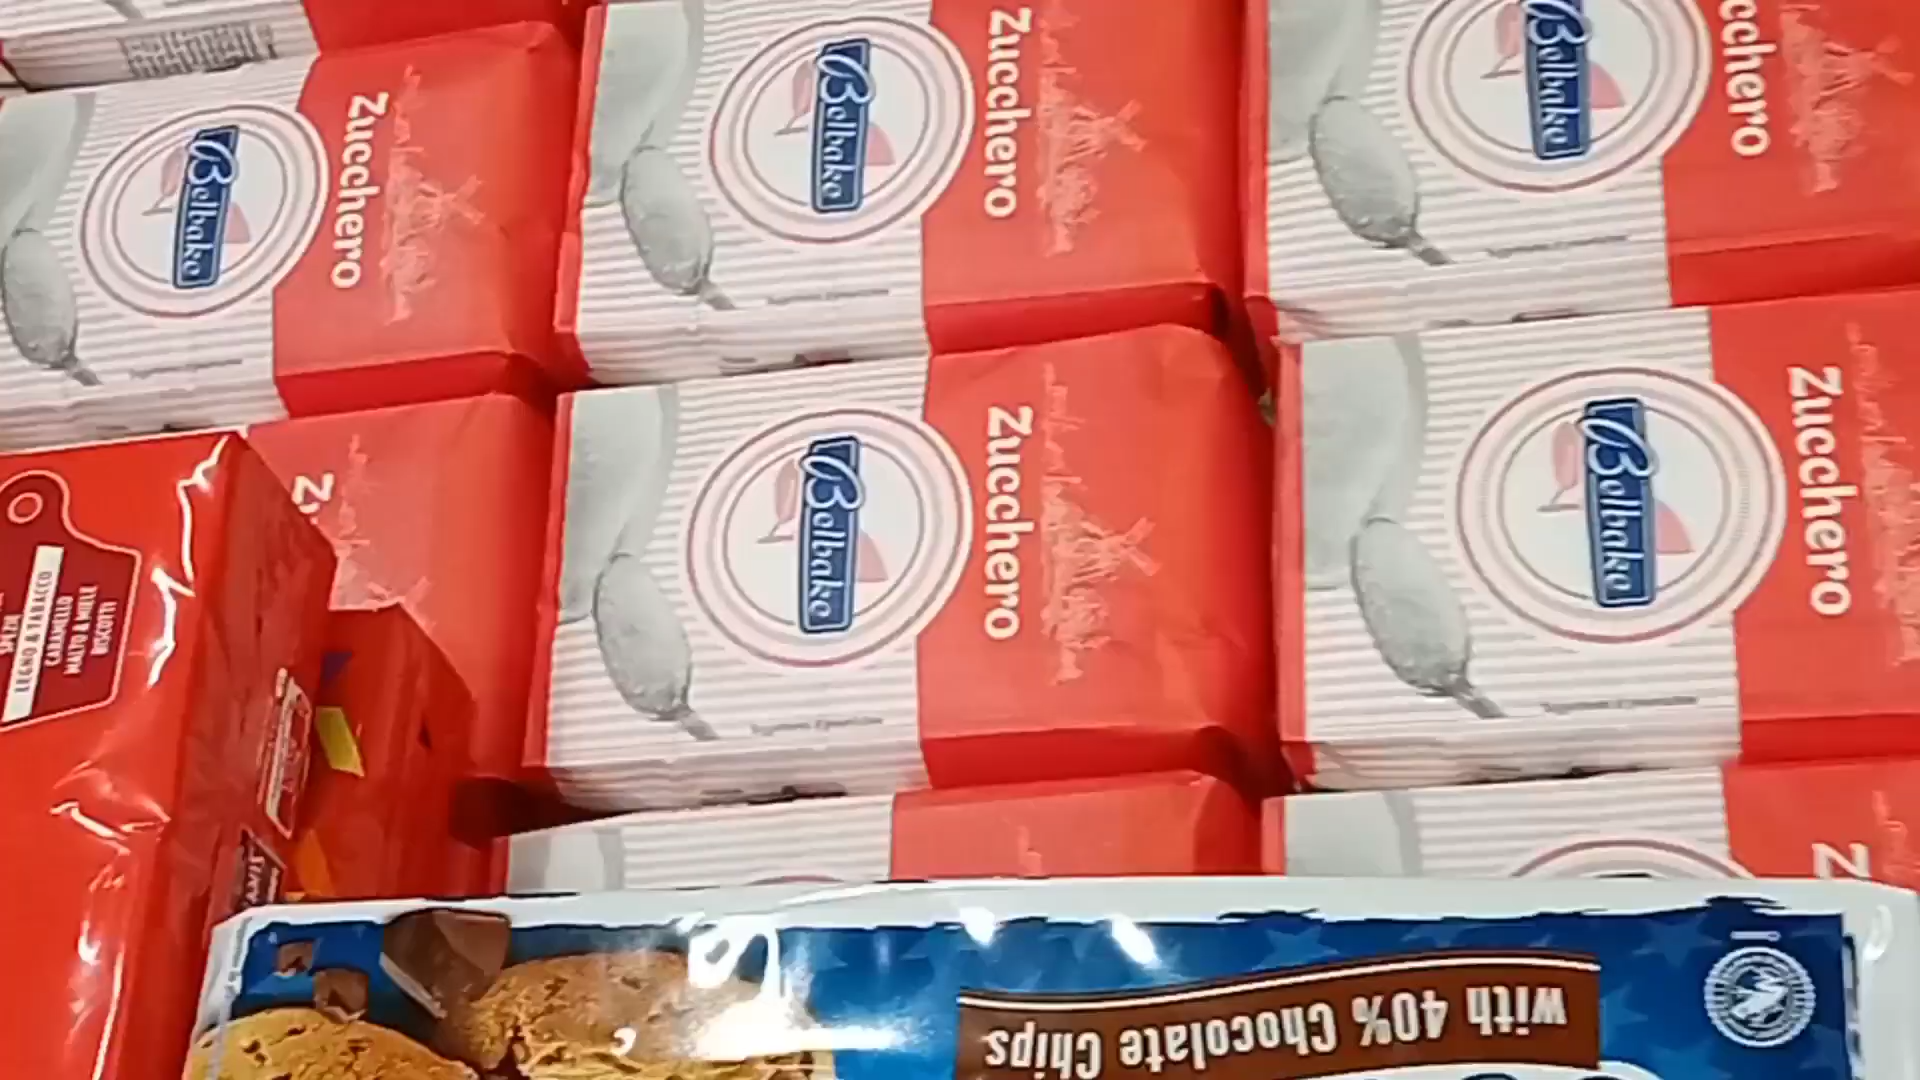 Belbake
Zucchero
Belbake
Zucchero
Belbake
Zucchero
Belbake
Zucchero
Belbake
Zucchero
LEGNO & TABACCO
CARAMELLO
MALTO & MIELE
BISCOTTI
with 40% Chocolate Chips